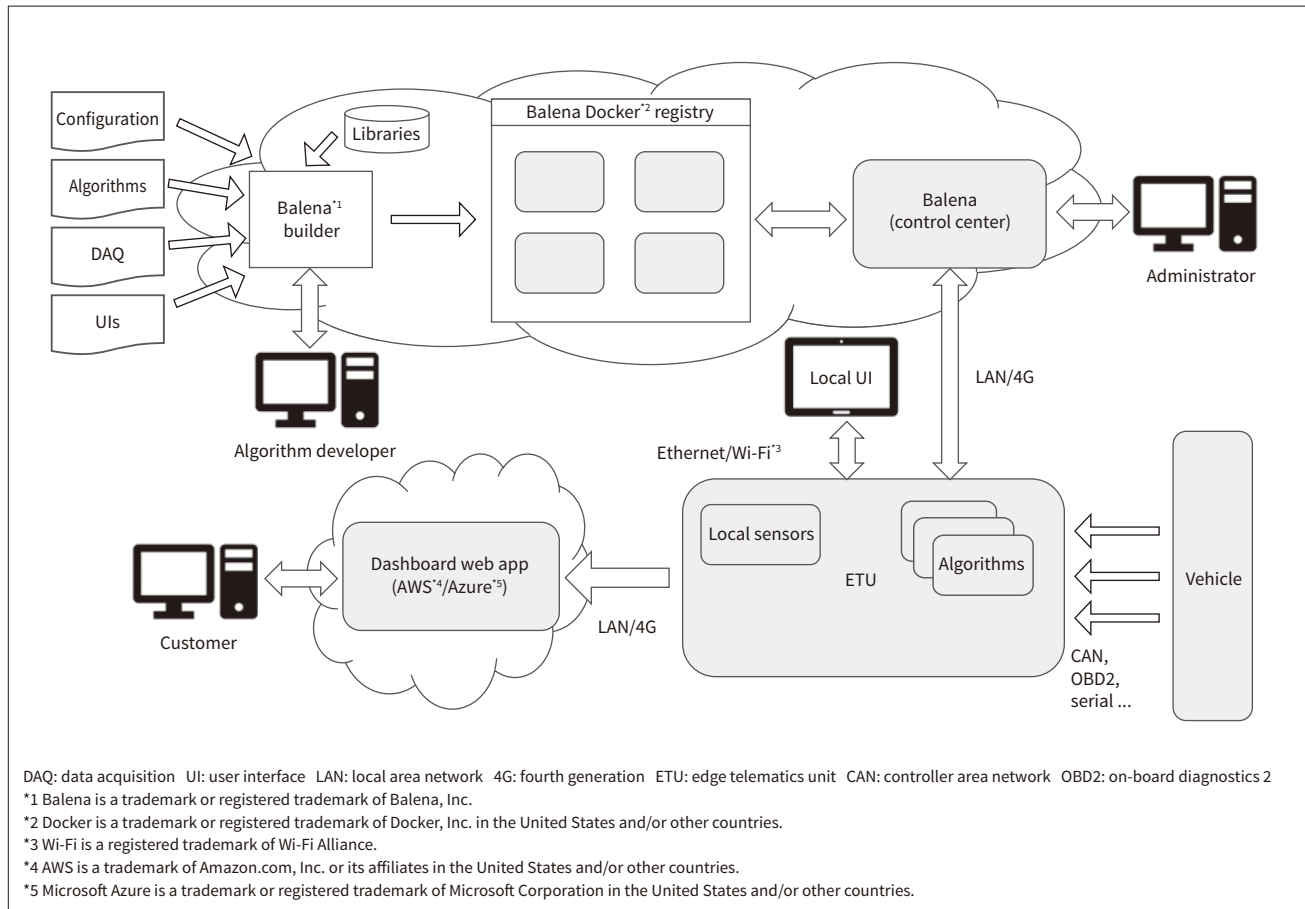 Configuration
Algorithms
DAQ
UIs
Libraries
Balena*1
builder
Balena Docker*2 registry
Balena
(control center)
Administrator
Algorithm developer
Local UI
LAN/4G
Ethernet/Wi-Fi*3
Local sensors
Algorithms
ETU
Vehicle
CAN,
OBD2,
serial ...
Dashboard web app
(AWS*4/Azure*5)
LAN/4G
Customer
DAQ: data acquisition UI: user interface LAN: local area network 4G: fourth generation ETU: edge telematics unit CAN: controller area network OBD2: on-board diagnostics 2
*1 Balena is a trademark or registered trademark of Balena, Inc.
*2 Docker is a trademark or registered trademark of Docker, Inc. in the United States and/or other countries.
*3 Wi-Fi is a registered trademark of Wi-Fi Alliance.
*4 AWS is a trademark of Amazon.com, Inc. or its affiliates in the United States and/or other countries.
*5 Microsoft Azure is a trademark or registered trademark of Microsoft Corporation in the United States and/or other countries.